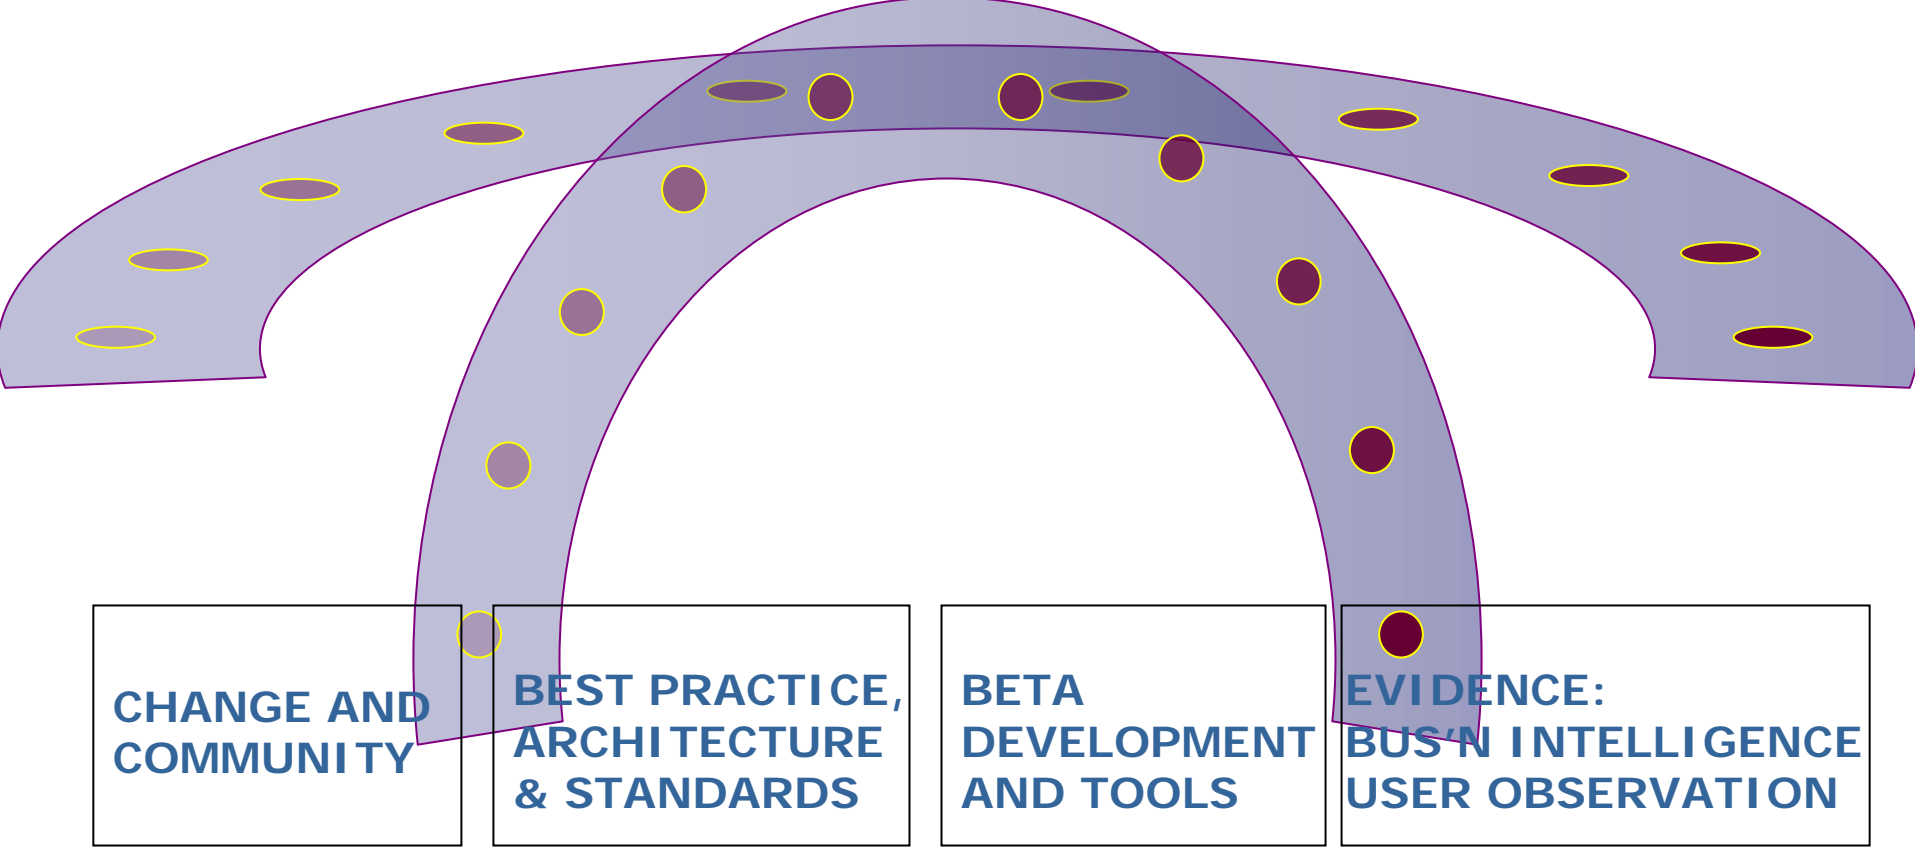 CHANGE AND
COMMUNITY
BEST PRACTICE,
ARCHITECTURE
& STANDARDS
BETA
DEVELOPMENT
AND TOOLS
EVIDENCE:
BUS’N INTELLIGENCE
USER OBSERVATION